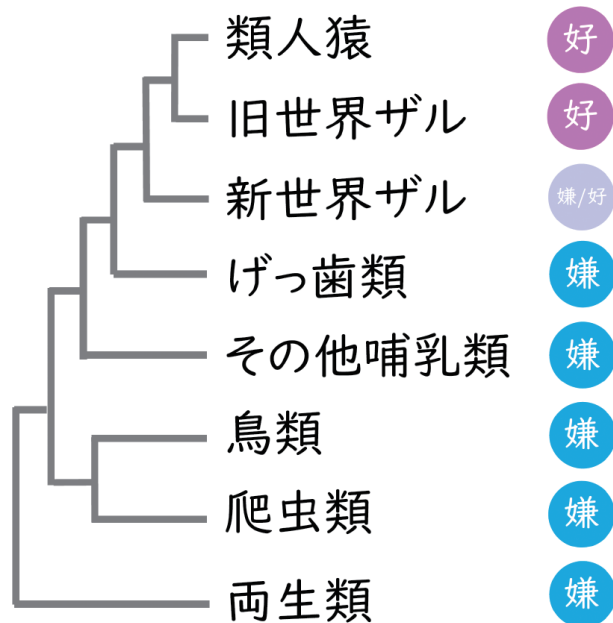 類人猿 好
旧世界ザル 好
新世界ザル 嫌/好
げっ歯類 嫌
その他哺乳類 嫌
鳥類 嫌
爬虫類 嫌
両生類 嫌